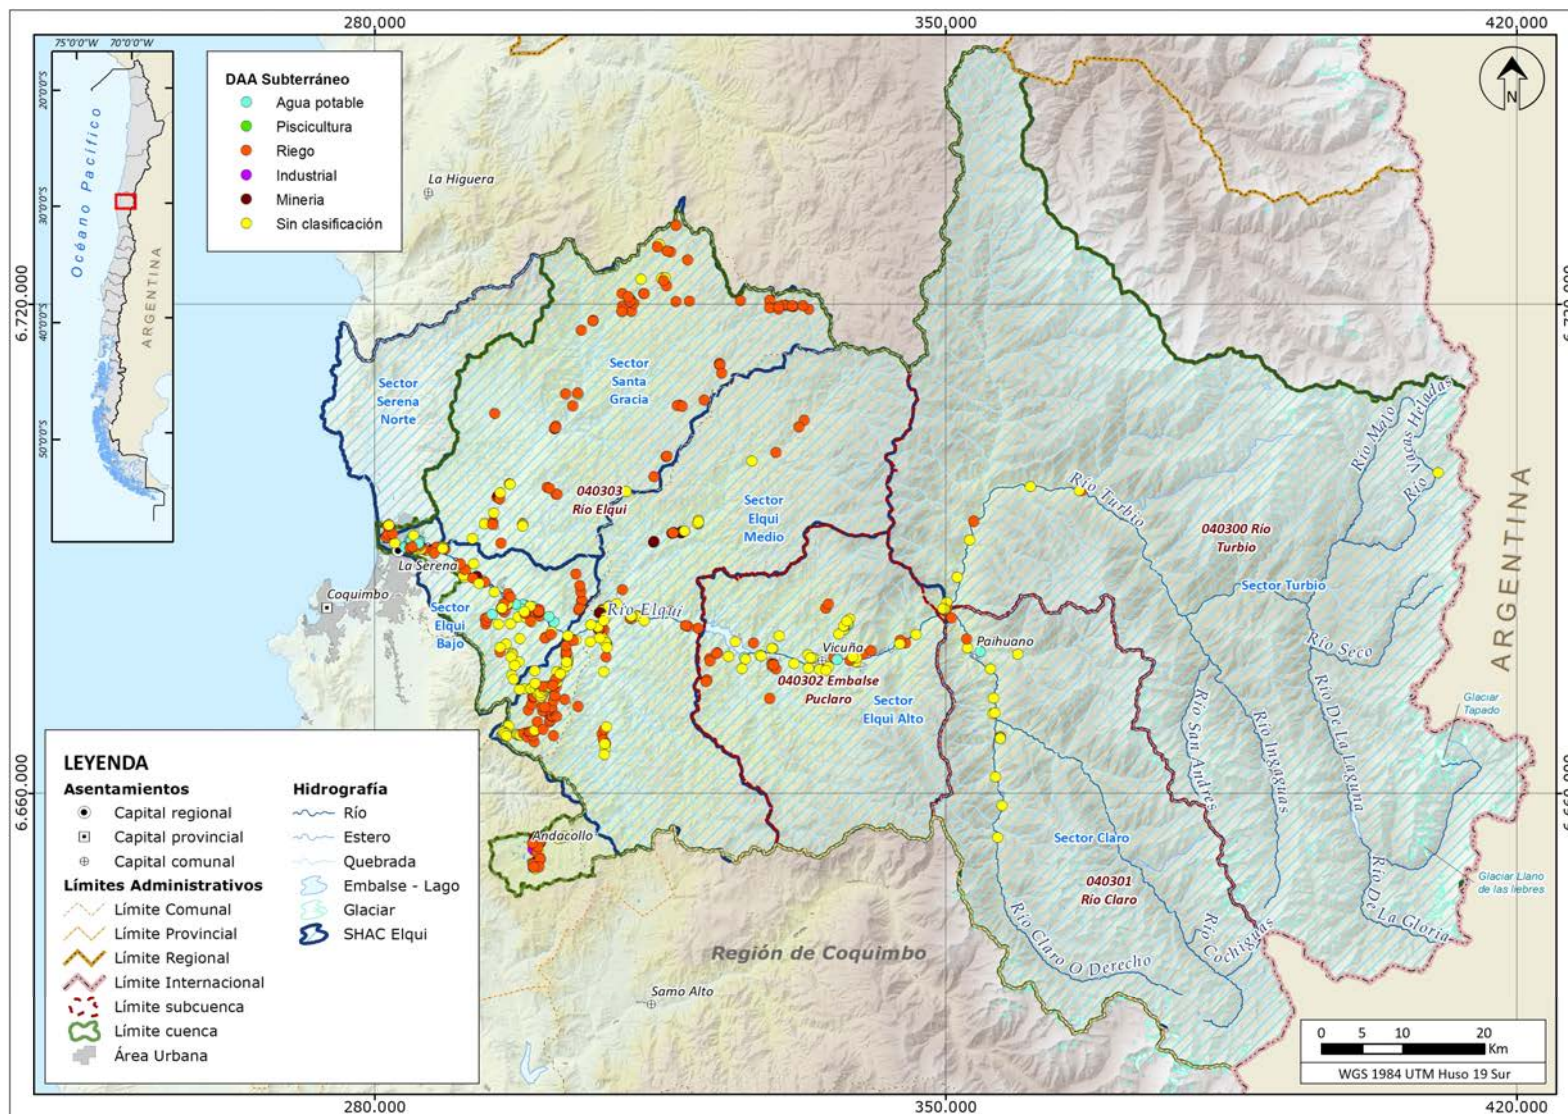 280.000
350.000
420.000
75°0'0"W
70°0'0"W
20°0'0"S
30°0'0"S
40°0'0"S
50°0'0"S
Océano Pacífico
ARGENTINA
DAA Subterráneo
Agua potable
Piscicultura
Riego
Industrial
Mineria
Sin clasificación
N
La Higuera
6.720.000
Sector
Serena
Norte
Sector
Santa
Gracia
040303
Río Elqui
Sector
Elqui
Medio
Río Turbio
040300 Río
Turbio
Río Malo
Río Vacas Heladas
ARGENTINA
La Serena
Coquimbo
Sector
Elqui
Bajo
Río Elqui
Sector Turbio
Vicuña
Paihuano
040302 Embalse
Puclaro
Sector
Elqui Alto
Río Seco
Río San Andres
Río Ingaguas
Río De La Laguna
Glaciar
Tapado
6.660.000
6.660.000
Andacollo
Sector Claro
040301
Río Claro
Glaciar Llano
de las liebres
Río De La Gloria
Río Cochiguas
Río Claro O Derecho
Región de Coquimbo
Samo Alto
LEYENDA
Asentamientos
Capital regional
Capital provincial
Capital comunal
Límites Administrativos
Límite Comunal
Límite Provincial
Límite Regional
Límite Internacional
Límite subcuenca
Límite cuenca
Área Urbana
Hidrografía
Río
Estero
Quebrada
Embalse - Lago
Glaciar
SHAC Elqui
0 5 10 20
Km
WGS 1984 UTM Huso 19 Sur
280.000
350.000
420.000